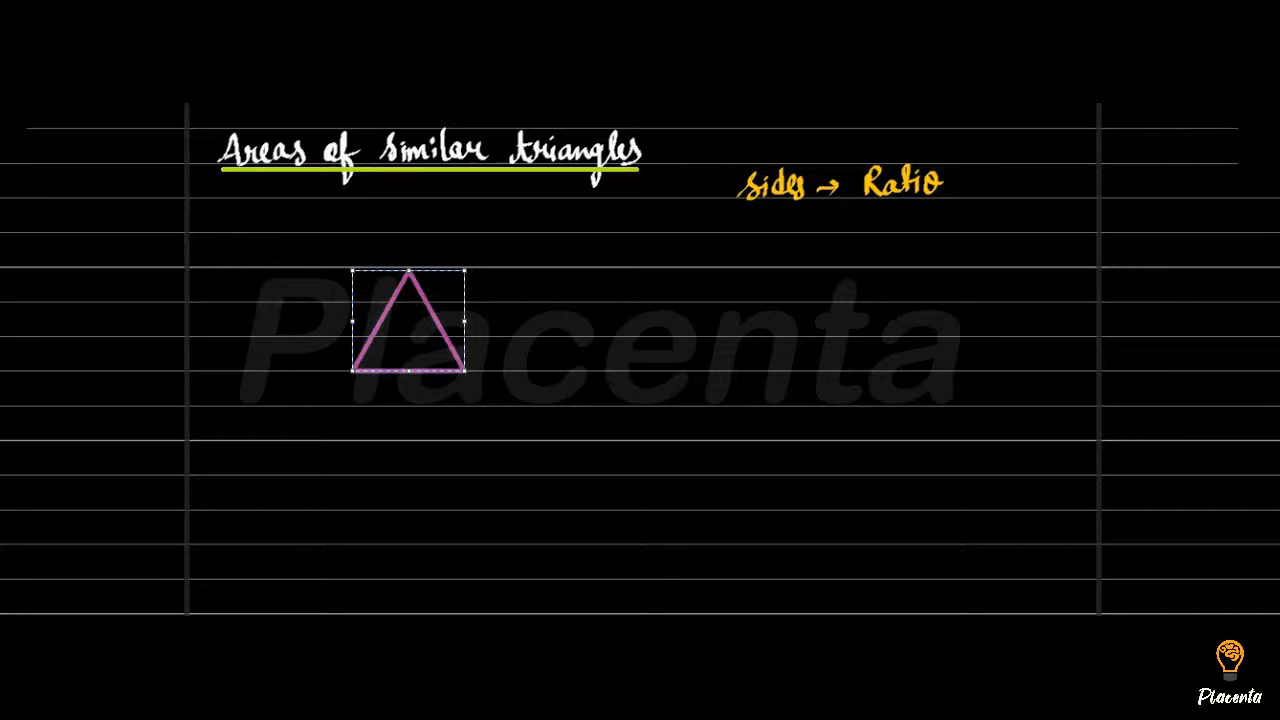 Areas of similar triangles
sides → Ratio
Placenta
Placenta